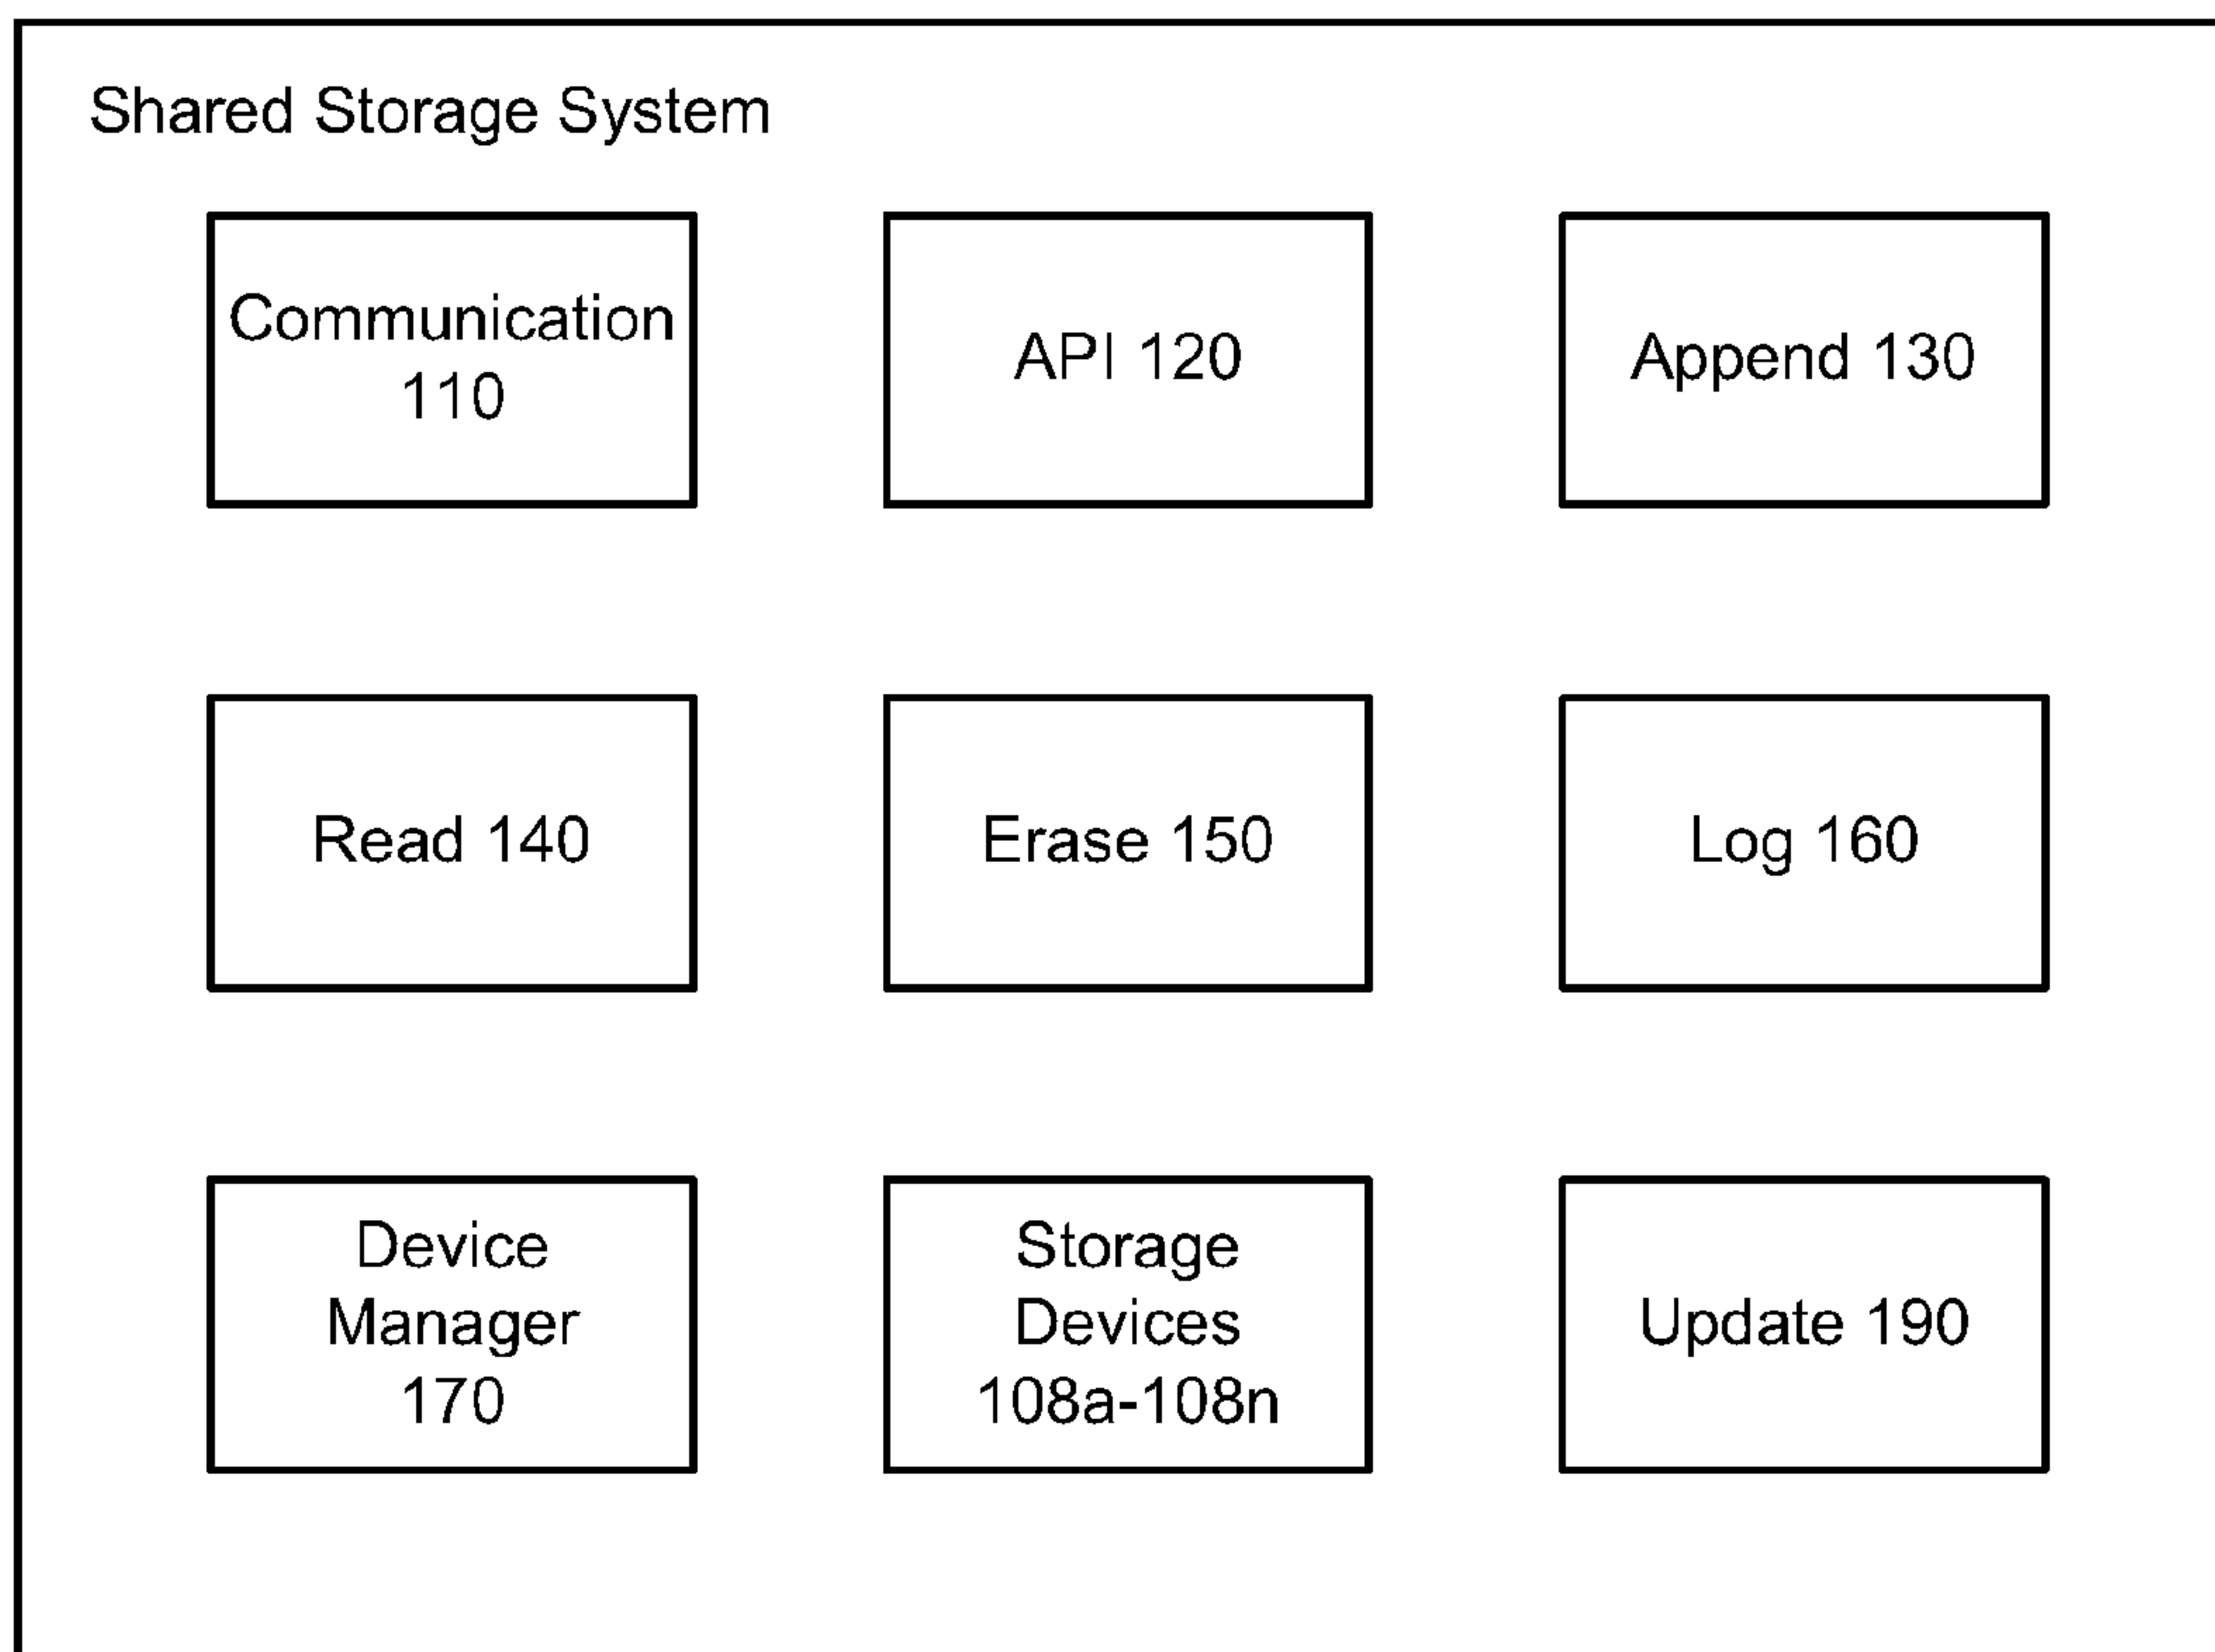 Shared Storage System
Communication
110
API 120
Append 130
Read 140
Erase 150
Log 160
Device
Manager
170
Storage
Devices
108a-108n
Update 190